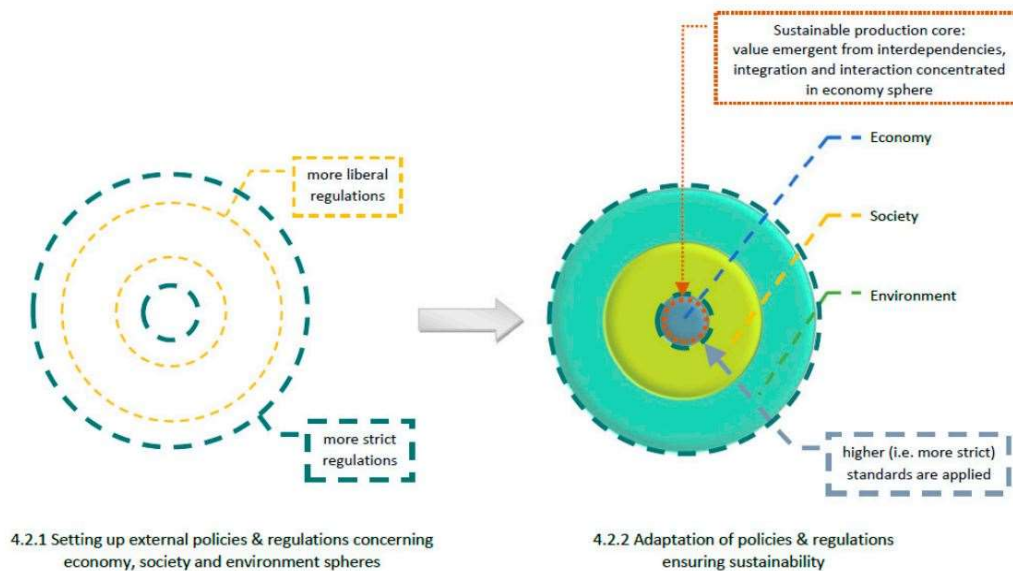 Sustainable production core:
value emergent from interdependencies,
integration and interaction concentrated
in economy sphere
Economy
more liberal
regulations
Society
Environment
more strict
regulations
higher (i.e. more strict)
standards are applied
4.2.1 Setting up external policies & regulations concerning
economy, society and environment spheres
4.2.2 Adaptation of policies & regulations
ensuring sustainability